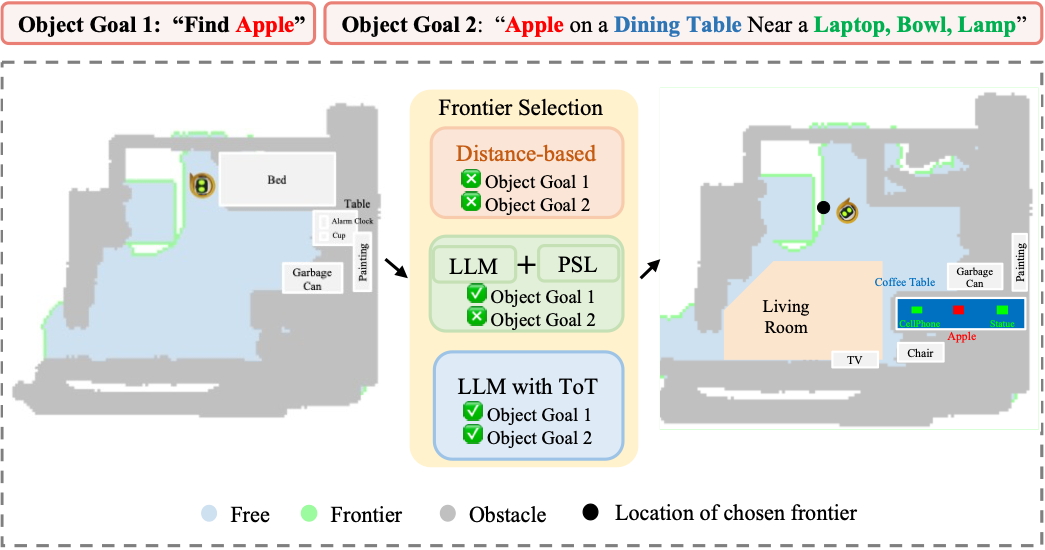 Object Goal 1: “Find Apple”
Object Goal 2: “Apple on a Dining Table Near a Laptop, Bowl, Lamp”
Bed
Table
Alarm Clock
Cup
Painting
Garbage
Can
Frontier Selection
Distance-based
Object Goal 1
Object Goal 2
LLM + PSL
Object Goal 1
Object Goal 2
LLM with ToT
Object Goal 1
Object Goal 2
Living
Room
TV
Coffee Table
Garbage
Can
Painting
CellPhone
Statue
Apple
Chair
Free
Frontier
Obstacle
Location of chosen frontier